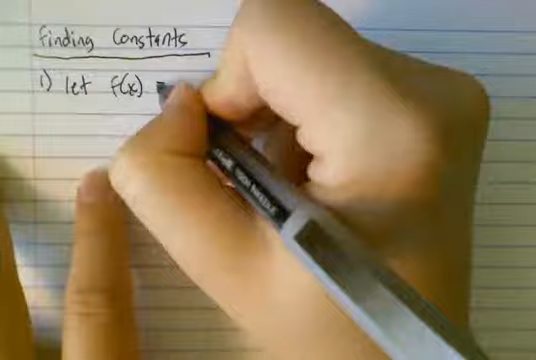 finding Constants
1) let f(x) =